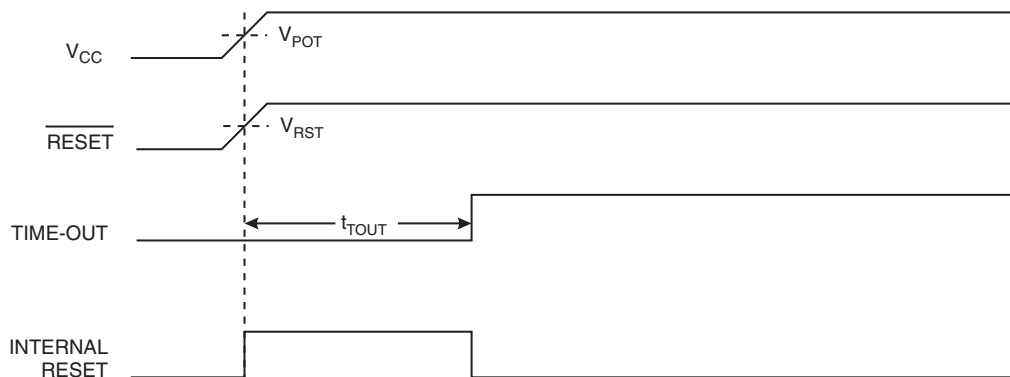 V_CC
V_POT
RESET
V_RST
TIME-OUT
t_TOUT
INTERNAL
RESET